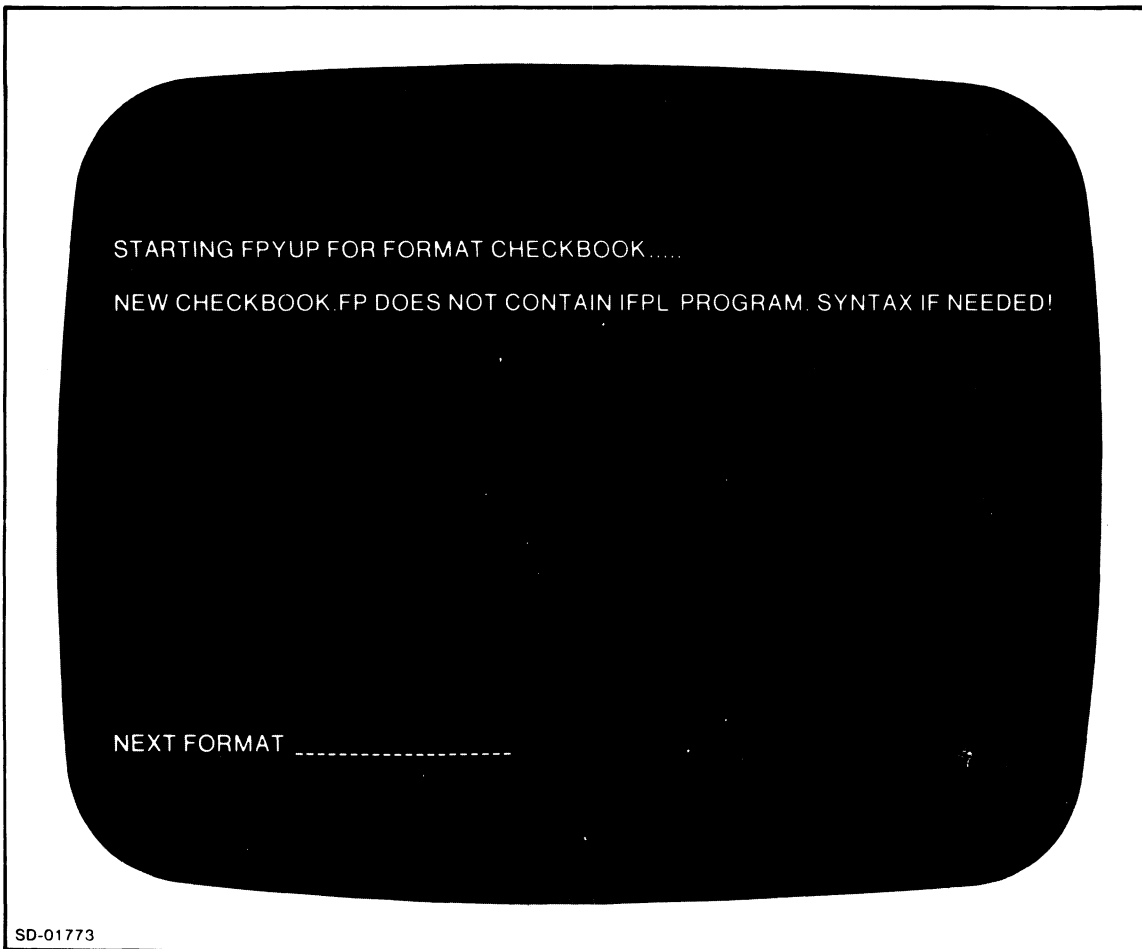 STARTING FPYUP FOR FORMAT CHECKBOOK.....
NEW CHECKBOOK.FP DOES NOT CONTAIN IFPL PROGRAM. SYNTAX IF NEEDED!
NEXT FORMAT ___________________
SD-01773